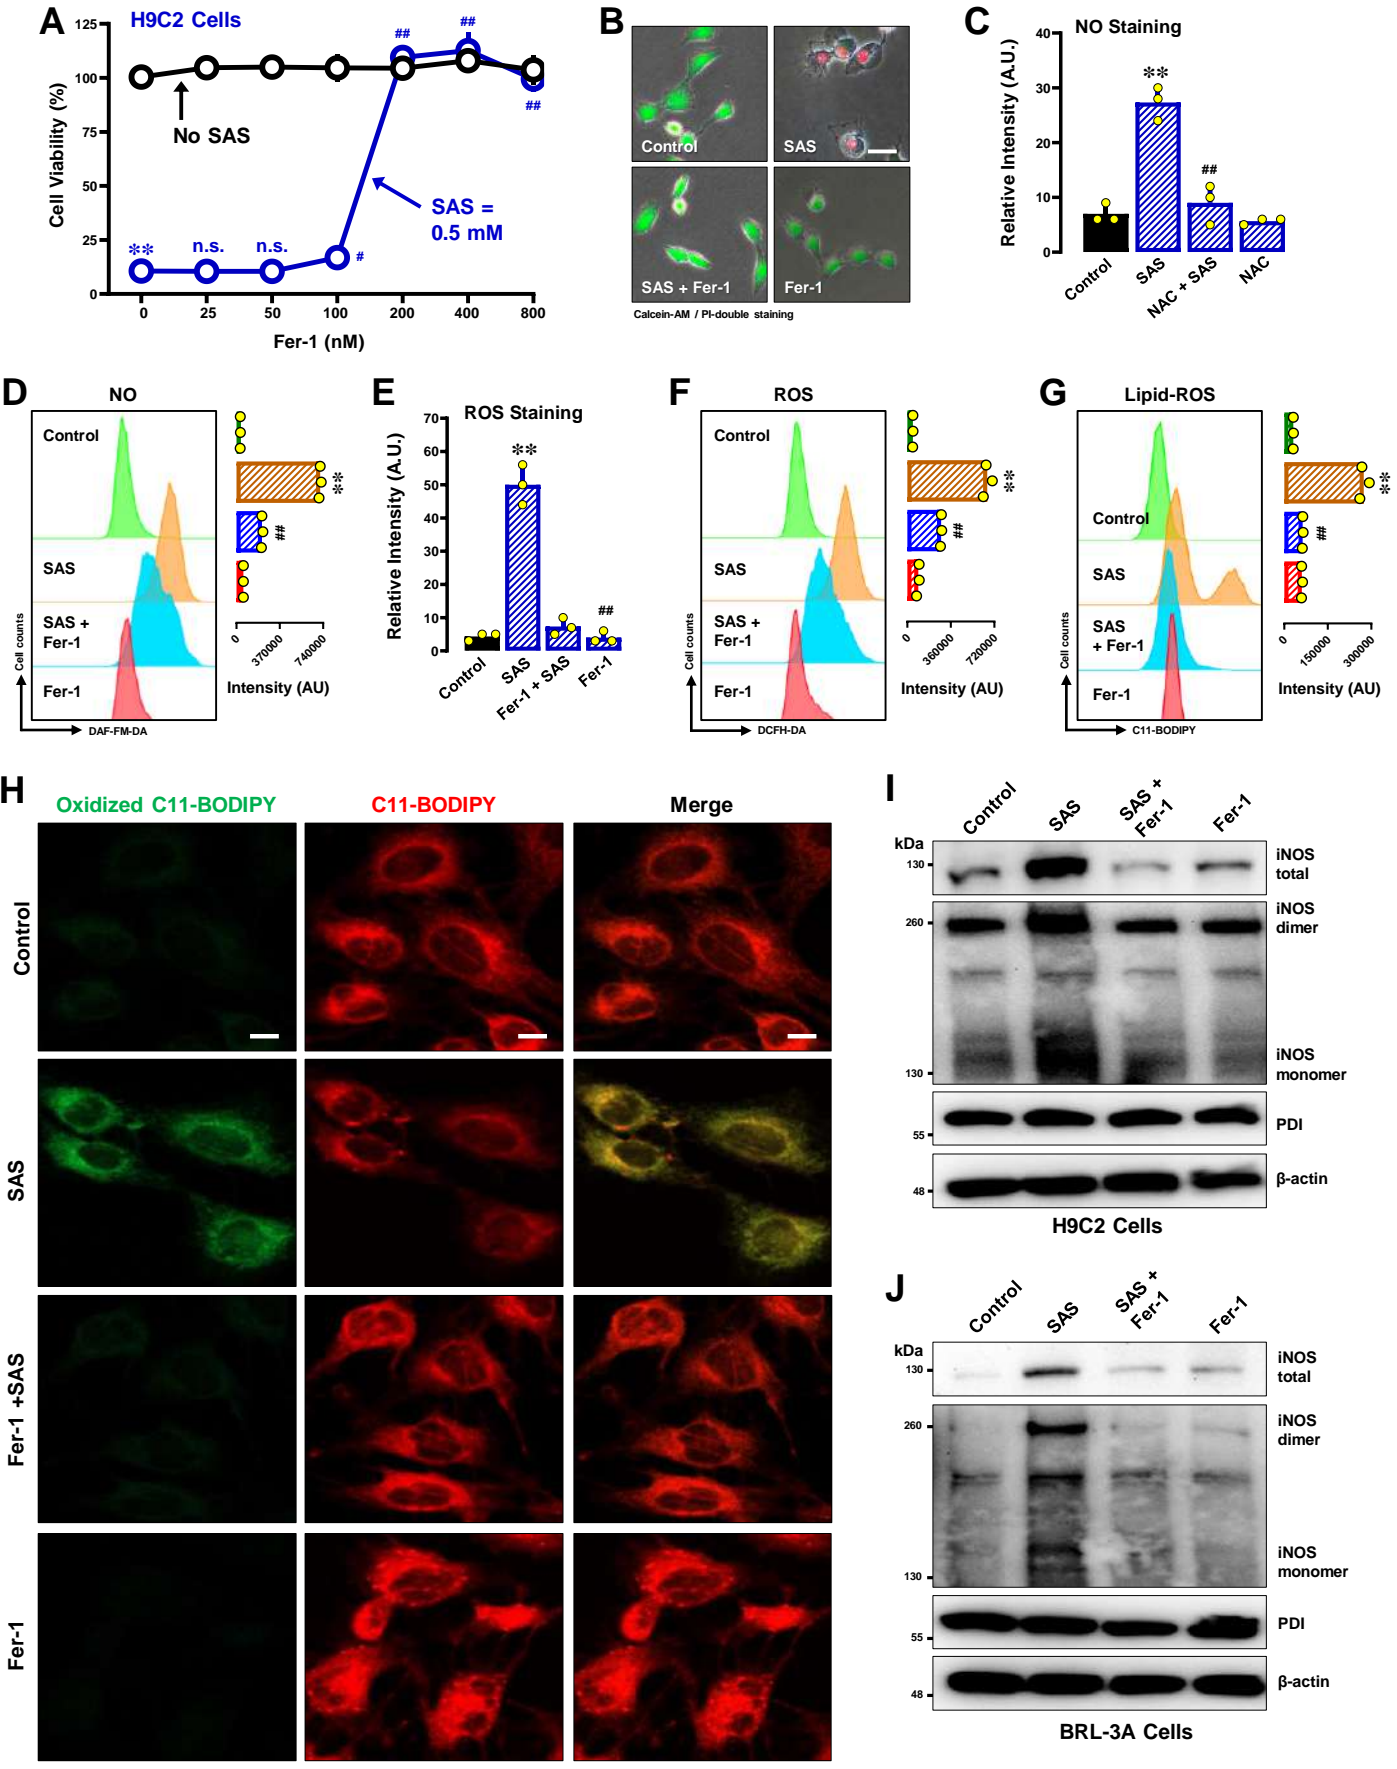 A
H9C2 Cells
Cell Viability (%)
125
100
75
50
25
0
No SAS
SAS =
0.5 mM
**
n.s.
n.s.
#
##
##
##
0
25
50
100
200
400
800
Fer-1 (nM)
B
Control
SAS
SAS + Fer-1
Fer-1
Calcein-AM / PI-double staining
C
NO Staining
Relative Intensity (A.U.)
40
30
20
10
0
**
##
Control
SAS
NAC + SAS
NAC
D
NO
Control
SAS
SAS +
Fer-1
Fer-1
Cell counts
DAF-FM-DA
**
##
0
370000
740000
Intensity (AU)
E
ROS Staining
Relative Intensity (A.U.)
70
60
50
40
30
20
10
0
**
##
Control
SAS
Fer-1 + SAS
Fer-1
F
ROS
Control
SAS
SAS +
Fer-1
Fer-1
Cell counts
DCFH-DA
**
##
0
360000
720000
Intensity (AU)
G
Lipid-ROS
Control
SAS
SAS
+ Fer-1
Fer-1
Cell counts
C11-BODIPY
**
##
0
150000
300000
Intensity (AU)
H
Oxidized C11-BODIPY
C11-BODIPY
Merge
Control
SAS
Fer-1 +SAS
Fer-1
I
Control
SAS
SAS +
Fer-1
Fer-1
kDa
130
iNOS
total
260
iNOS
dimer
iNOS
monomer
130
PDI
55
β-actin
48
H9C2 Cells
J
Control
SAS
SAS +
Fer-1
Fer-1
kDa
130
iNOS
total
260
iNOS
dimer
iNOS
monomer
130
PDI
55
β-actin
48
BRL-3A Cells